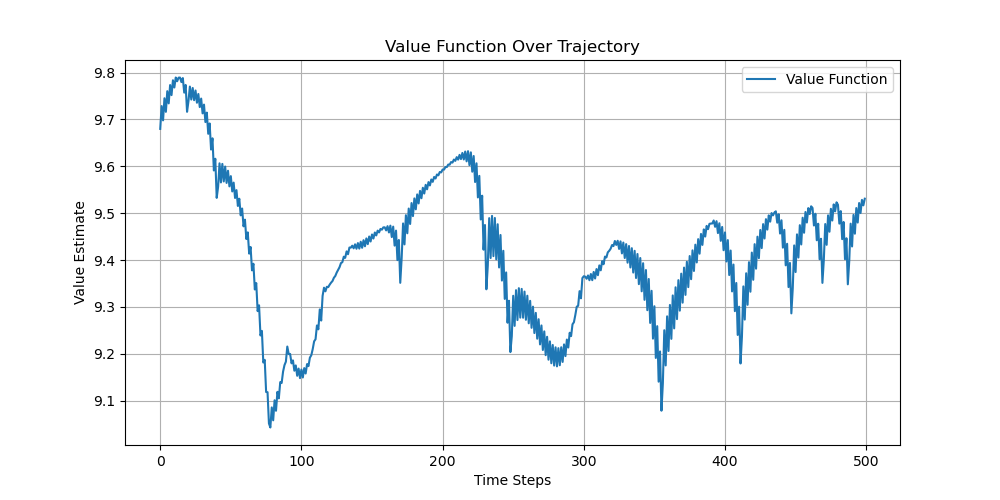 Value Function Over Trajectory
Value Function
9.8
9.7
9.6
9.5
9.4
9.3
9.2
9.1
Value Estimate
0 100 200 300 400 500
Time Steps